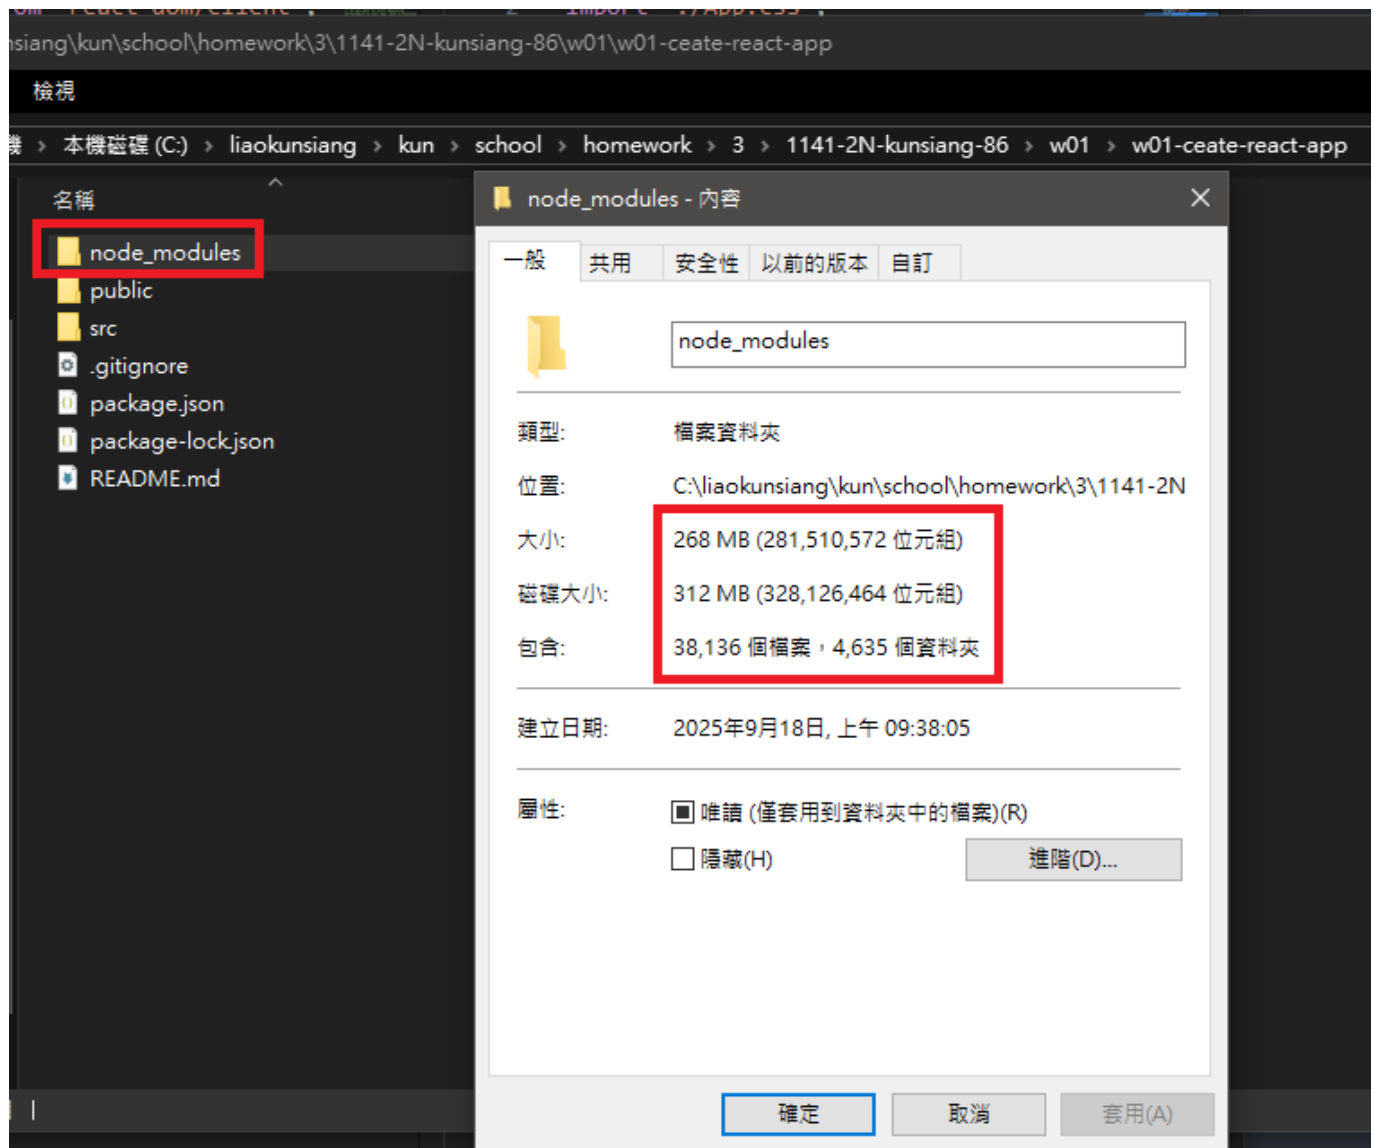 siang\kun\school\homework\3\1141-2N-kunsiang-86\w01\w01-ceate-react-app
檢視
機 › 本機磁碟 (C:) › liaokunsiang › kun › school › homework › 3 › 1141-2N-kunsiang-86 › w01 › w01-ceate-react-app
名稱
node_modules
public
src
.gitignore
package.json
package-lock.json
README.md
node_modules - 內容
一般 共用 安全性 以前的版本 自訂
node_modules
類型: 檔案資料夾
位置: C:\liaokunsiang\kun\school\homework\3\1141-2N
大小: 268 MB (281,510,572 位元組)
磁碟大小: 312 MB (328,126,464 位元組)
包含: 38,136 個檔案，4,635 個資料夾
建立日期: 2025年9月18日, 上午 09:38:05
屬性: 唯讀 (僅套用到資料夾中的檔案)(R)
隱藏(H) 進階(D)...
確定 取消 套用(A)